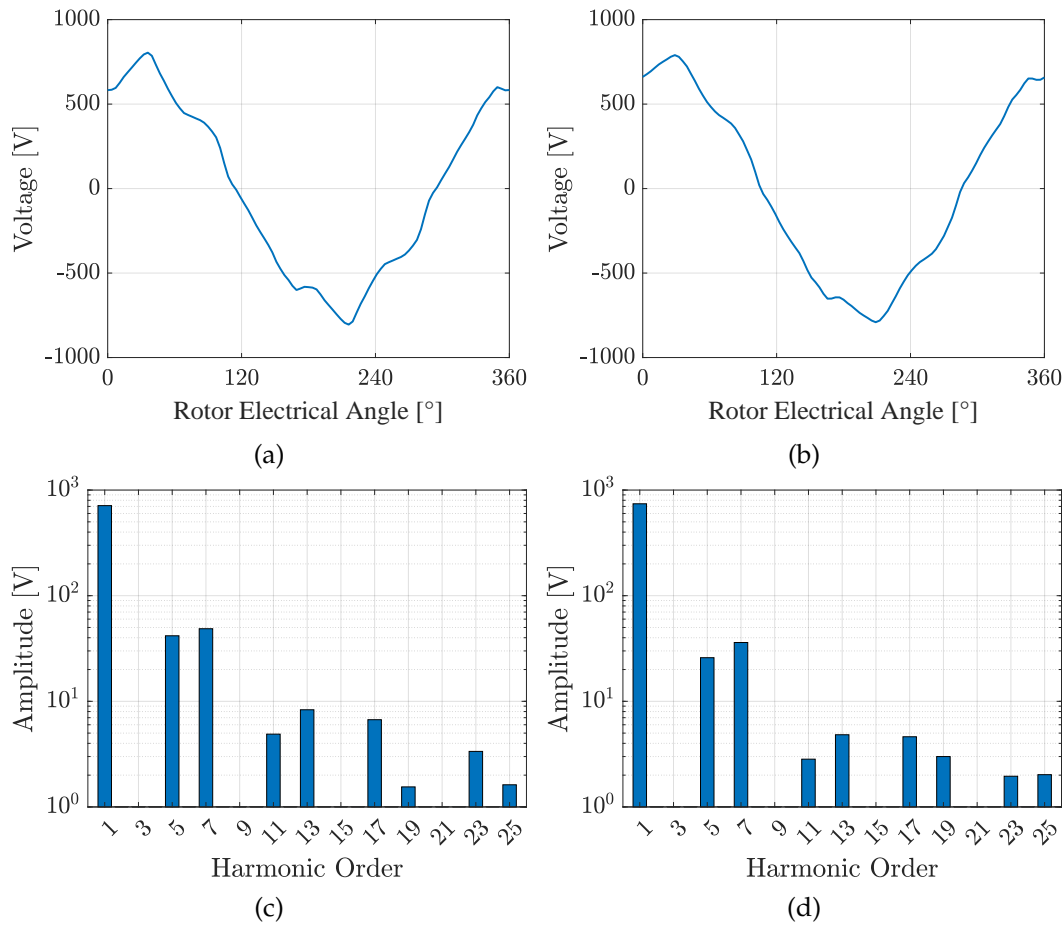 1000
500
0
-500
-1000
Voltage [V]
0 120 240 360
Rotor Electrical Angle [°]
(a)
1000
500
0
-500
-1000
Voltage [V]
0 120 240 360
Rotor Electrical Angle [°]
(b)
10³
10²
10¹
10⁰
Amplitude [V]
1 3 5 7 9 11 13 15 17 19 21 23 25
Harmonic Order
(c)
10³
10²
10¹
10⁰
Amplitude [V]
1 3 5 7 9 11 13 15 17 19 21 23 25
Harmonic Order
(d)